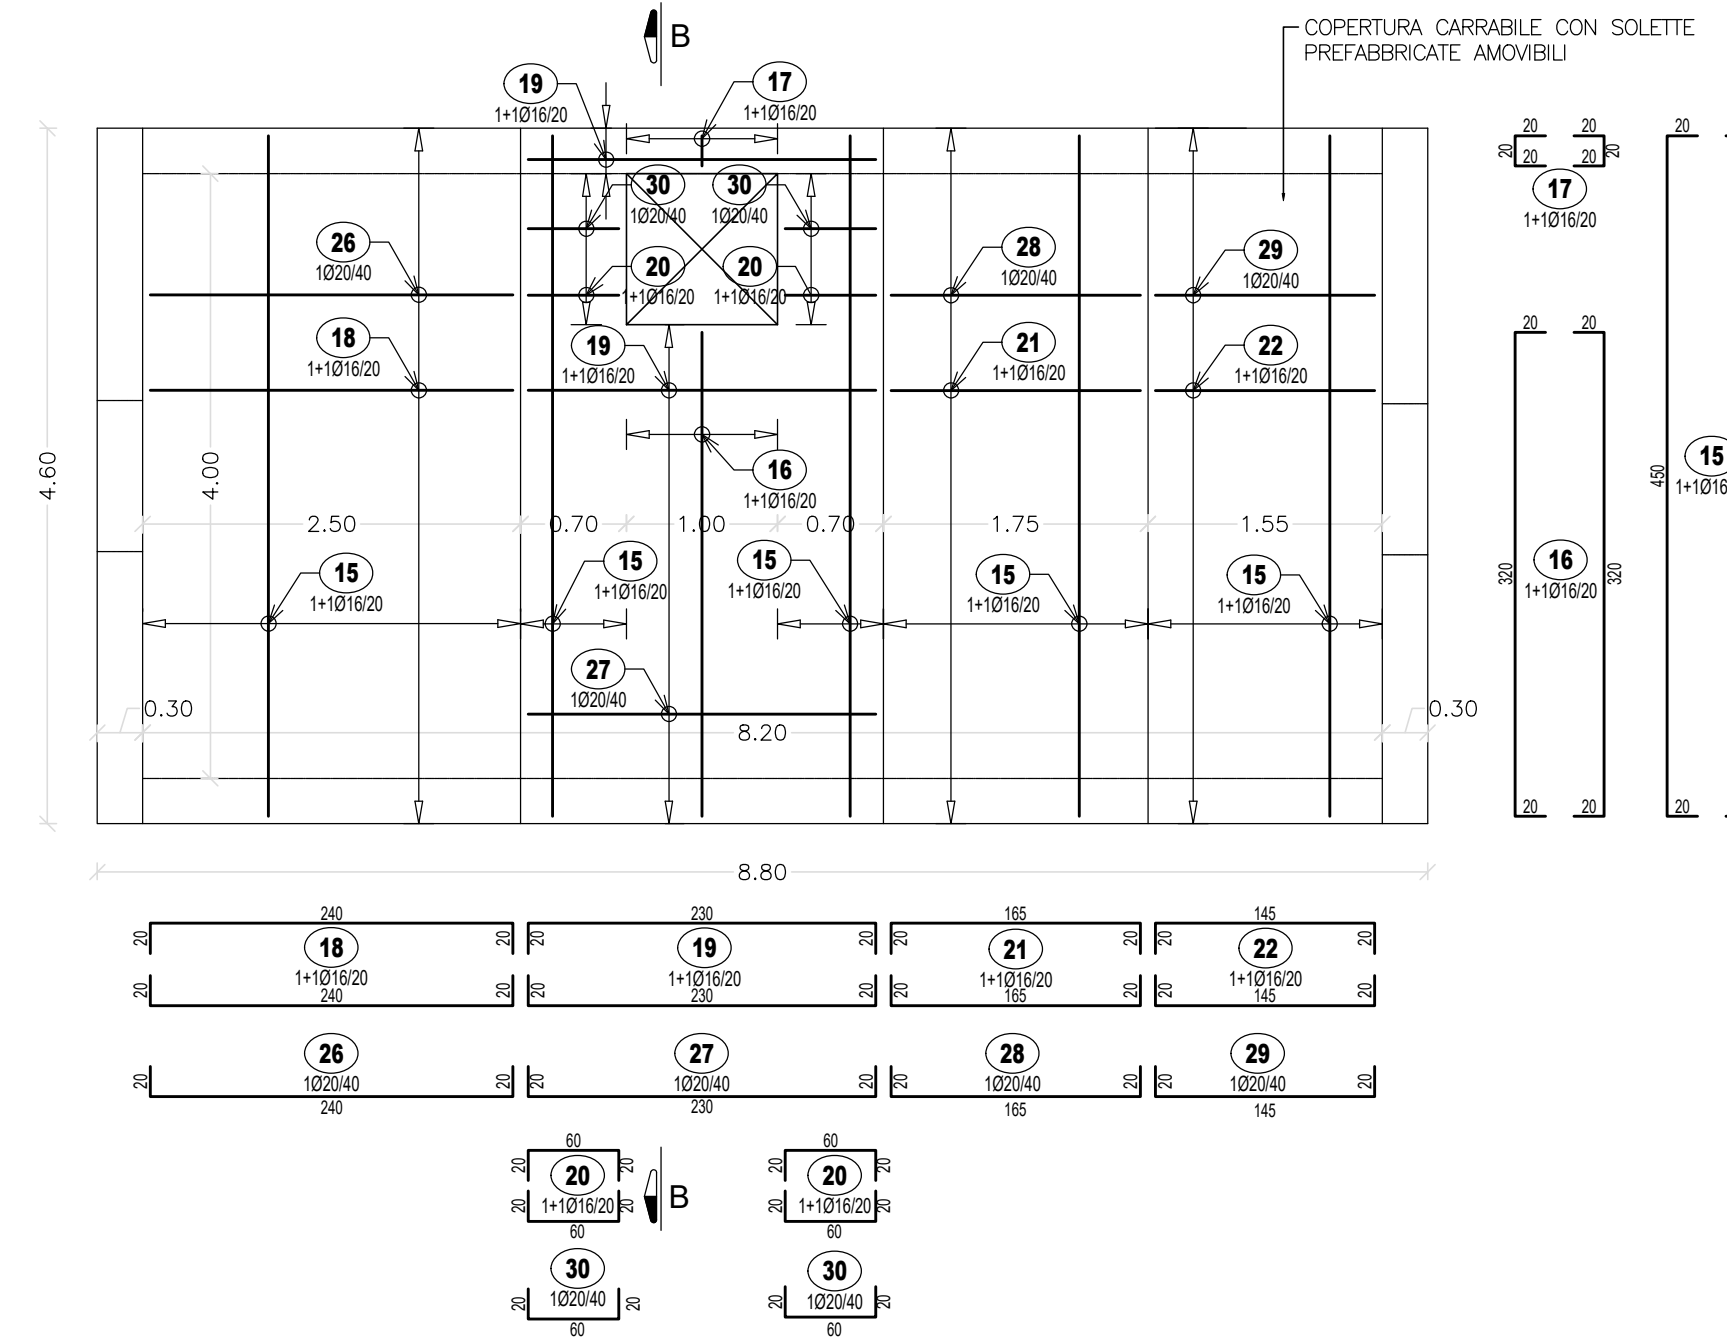 B
COPERTURA CARRABILE CON SOLETTE
PREFABBRICATE AMOVIBILI
19
1+1Ø16/20
17
1+1Ø16/20
30
1Ø20/40
30
1Ø20/40
26
1Ø20/40
20
1+1Ø16/20
20
1+1Ø16/20
28
1Ø20/40
29
1Ø20/40
18
1+1Ø16/20
19
1+1Ø16/20
21
1+1Ø16/20
22
1+1Ø16/20
16
1+1Ø16/20
4.60
4.00
2.50
0.70
1.00
0.70
1.75
1.55
15
1+1Ø16/20
15
1+1Ø16/20
15
1+1Ø16/20
15
1+1Ø16/20
15
1+1Ø16/20
27
1Ø20/40
0.30
8.20
0.30
8.80
20 20
20 20 20 20
17
1+1Ø16/20
20 20
320
16
1+1Ø16/20
320
20 20
20
450
15
1+1Ø16
20
240
20 18 20
1+1Ø16/20
20 240 20
230
20 19 20
1+1Ø16/20
20 230 20
165
20 21 20
1+1Ø16/20
20 165 20
145
20 22 20
1+1Ø16/20
20 145 20
26
20 1Ø20/40 20
240
27
20 1Ø20/40 20
230
28
20 1Ø20/40 20
165
29
20 1Ø20/40 20
145
60
20 20 20
20 1+1Ø16/20 20
60
B
60
20 20 20
20 1+1Ø16/20 20
60
30
20 1Ø20/40 20
60
30
20 1Ø20/40 20
60